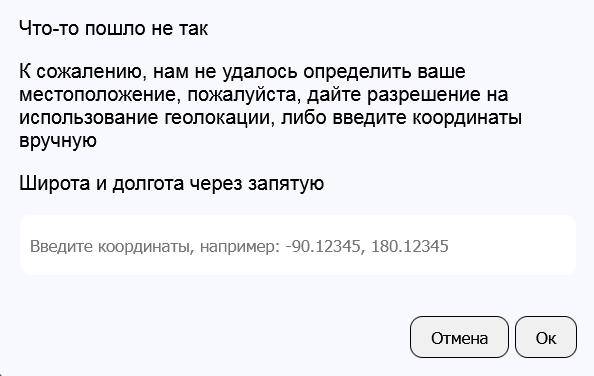 Что-то пошло не так
К сожалению, нам не удалось определить ваше
местоположение, пожалуйста, дайте разрешение на
использование геолокации, либо введите координаты
вручную
Широта и долгота через запятую
Введите координаты, например: -90.12345, 180.12345
Отмена
Ок